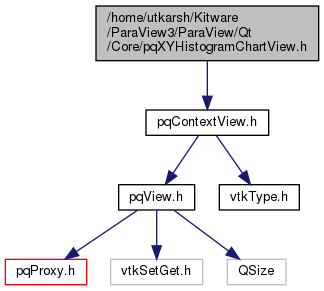 /home/utkarsh/Kitware
/ParaView3/ParaView/Qt
/Core/pqXYHistogramChartView.h
pqContextView.h
pqView.h
vtkType.h
pqProxy.h
vtkSetGet.h
QSize